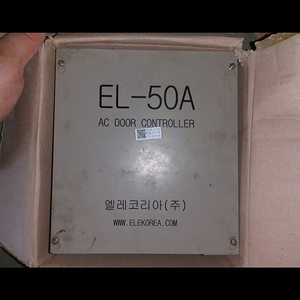 EL-50A
AC DOOR CONTROLLER
엘레코리아(주)
WWW.ELEKOREA.COM